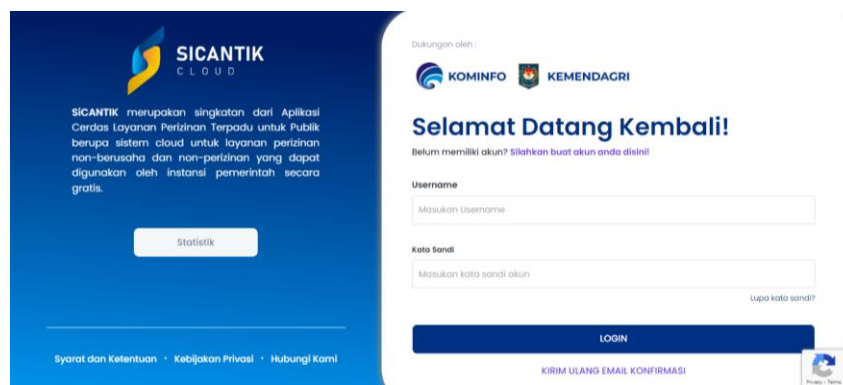 SICANTIK
CLOUD
SiCANTIK merupakan singkatan dari Aplikasi
Cerdas Layanan Perizinan Terpadu untuk Publik
berupa sistem cloud untuk layanan perizinan
non-berusaha dan non-perizinan yang dapat
digunakan oleh instansi pemerintah secara
gratis.
Statistik
Syarat dan Ketentuan · Kebijakan Privasi · Hubungi Kami
Dukungan oleh :
KOMINFO KEMENDAGRI
Selamat Datang Kembali!
Belum memiliki akun? Silahkan buat akun anda disini!
Username
Masukan Username
Kata Sandi
Masukan kata sandi akun
Lupa kata sandi?
LOGIN
KIRIM ULANG EMAIL KONFIRMASI
Privacy - Terms